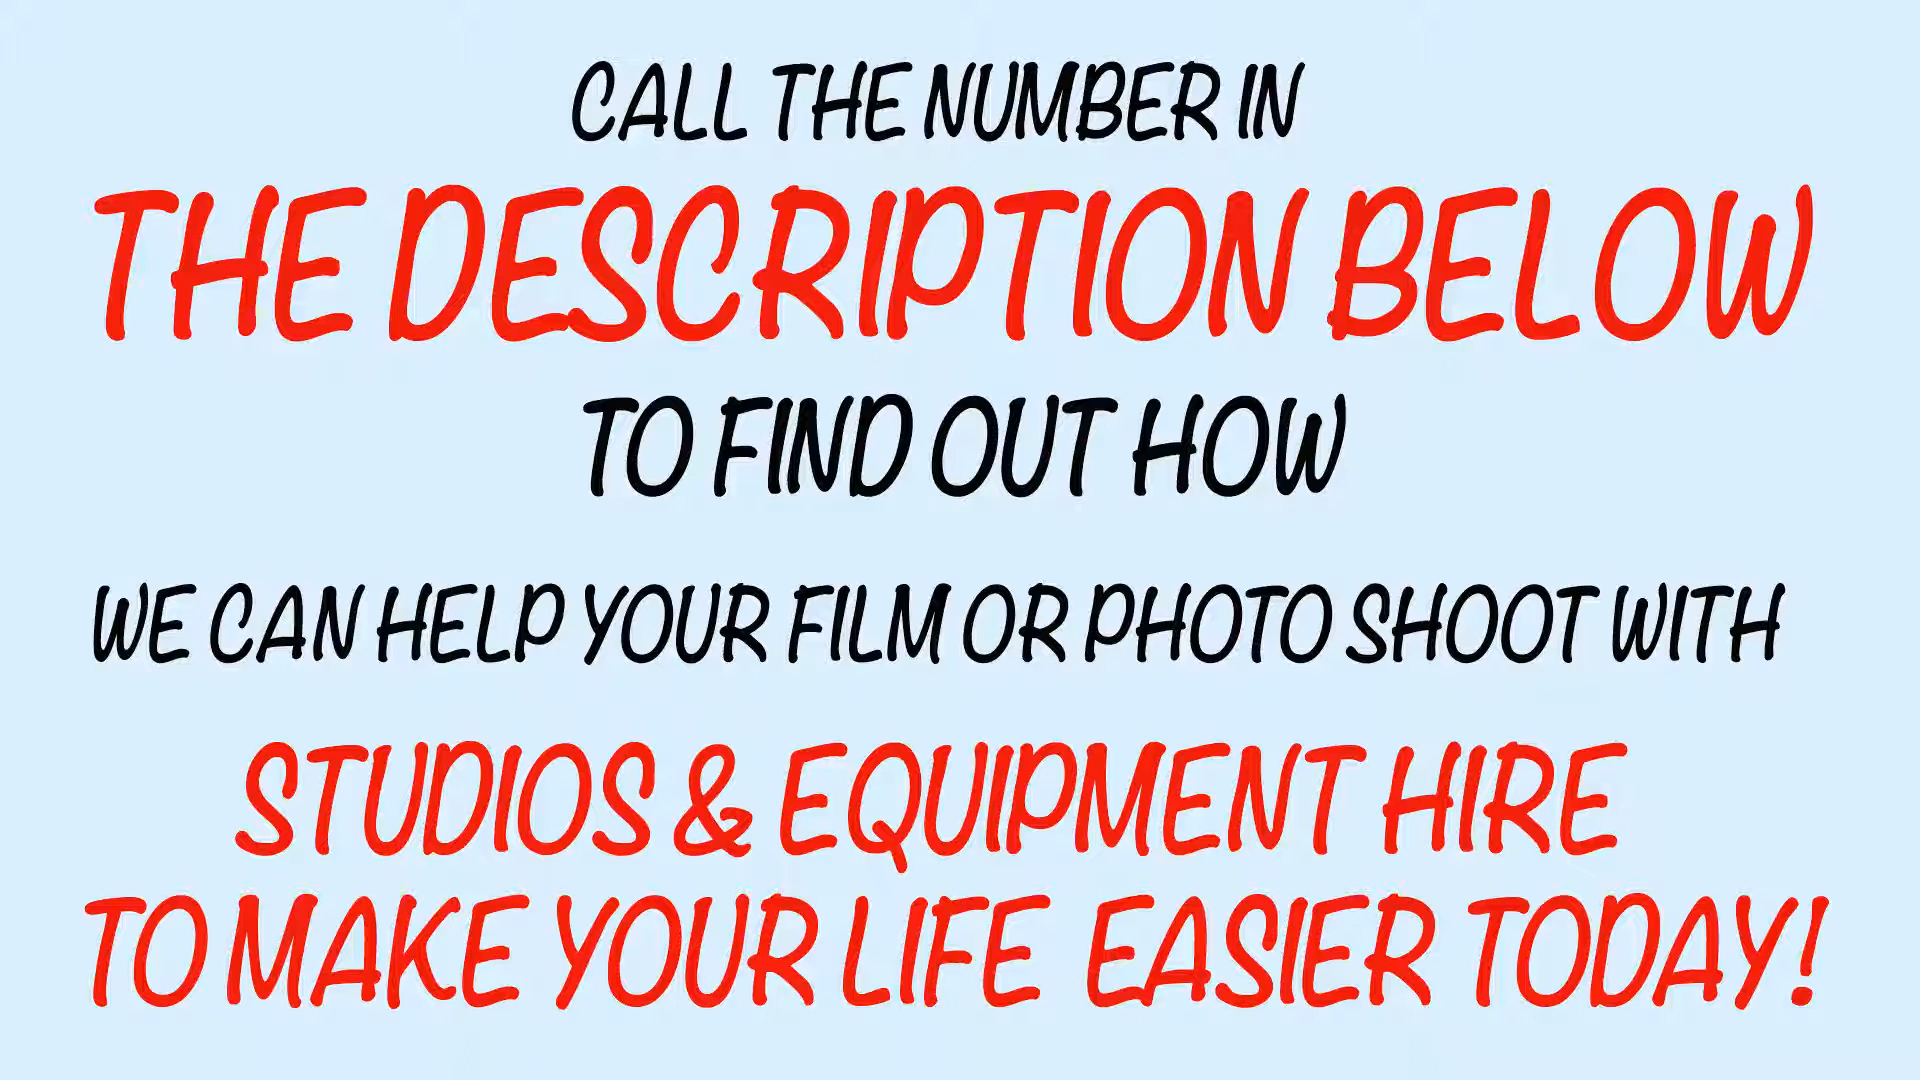 CALL THE NUMBER IN
THE DESCRIPTION BELOW
TO FIND OUT HOW
WE CAN HELP YOUR FILM OR PHOTO SHOOT WITH
STUDIOS & EQUIPMENT HIRE
TO MAKE YOUR LIFE EASIER TODAY!